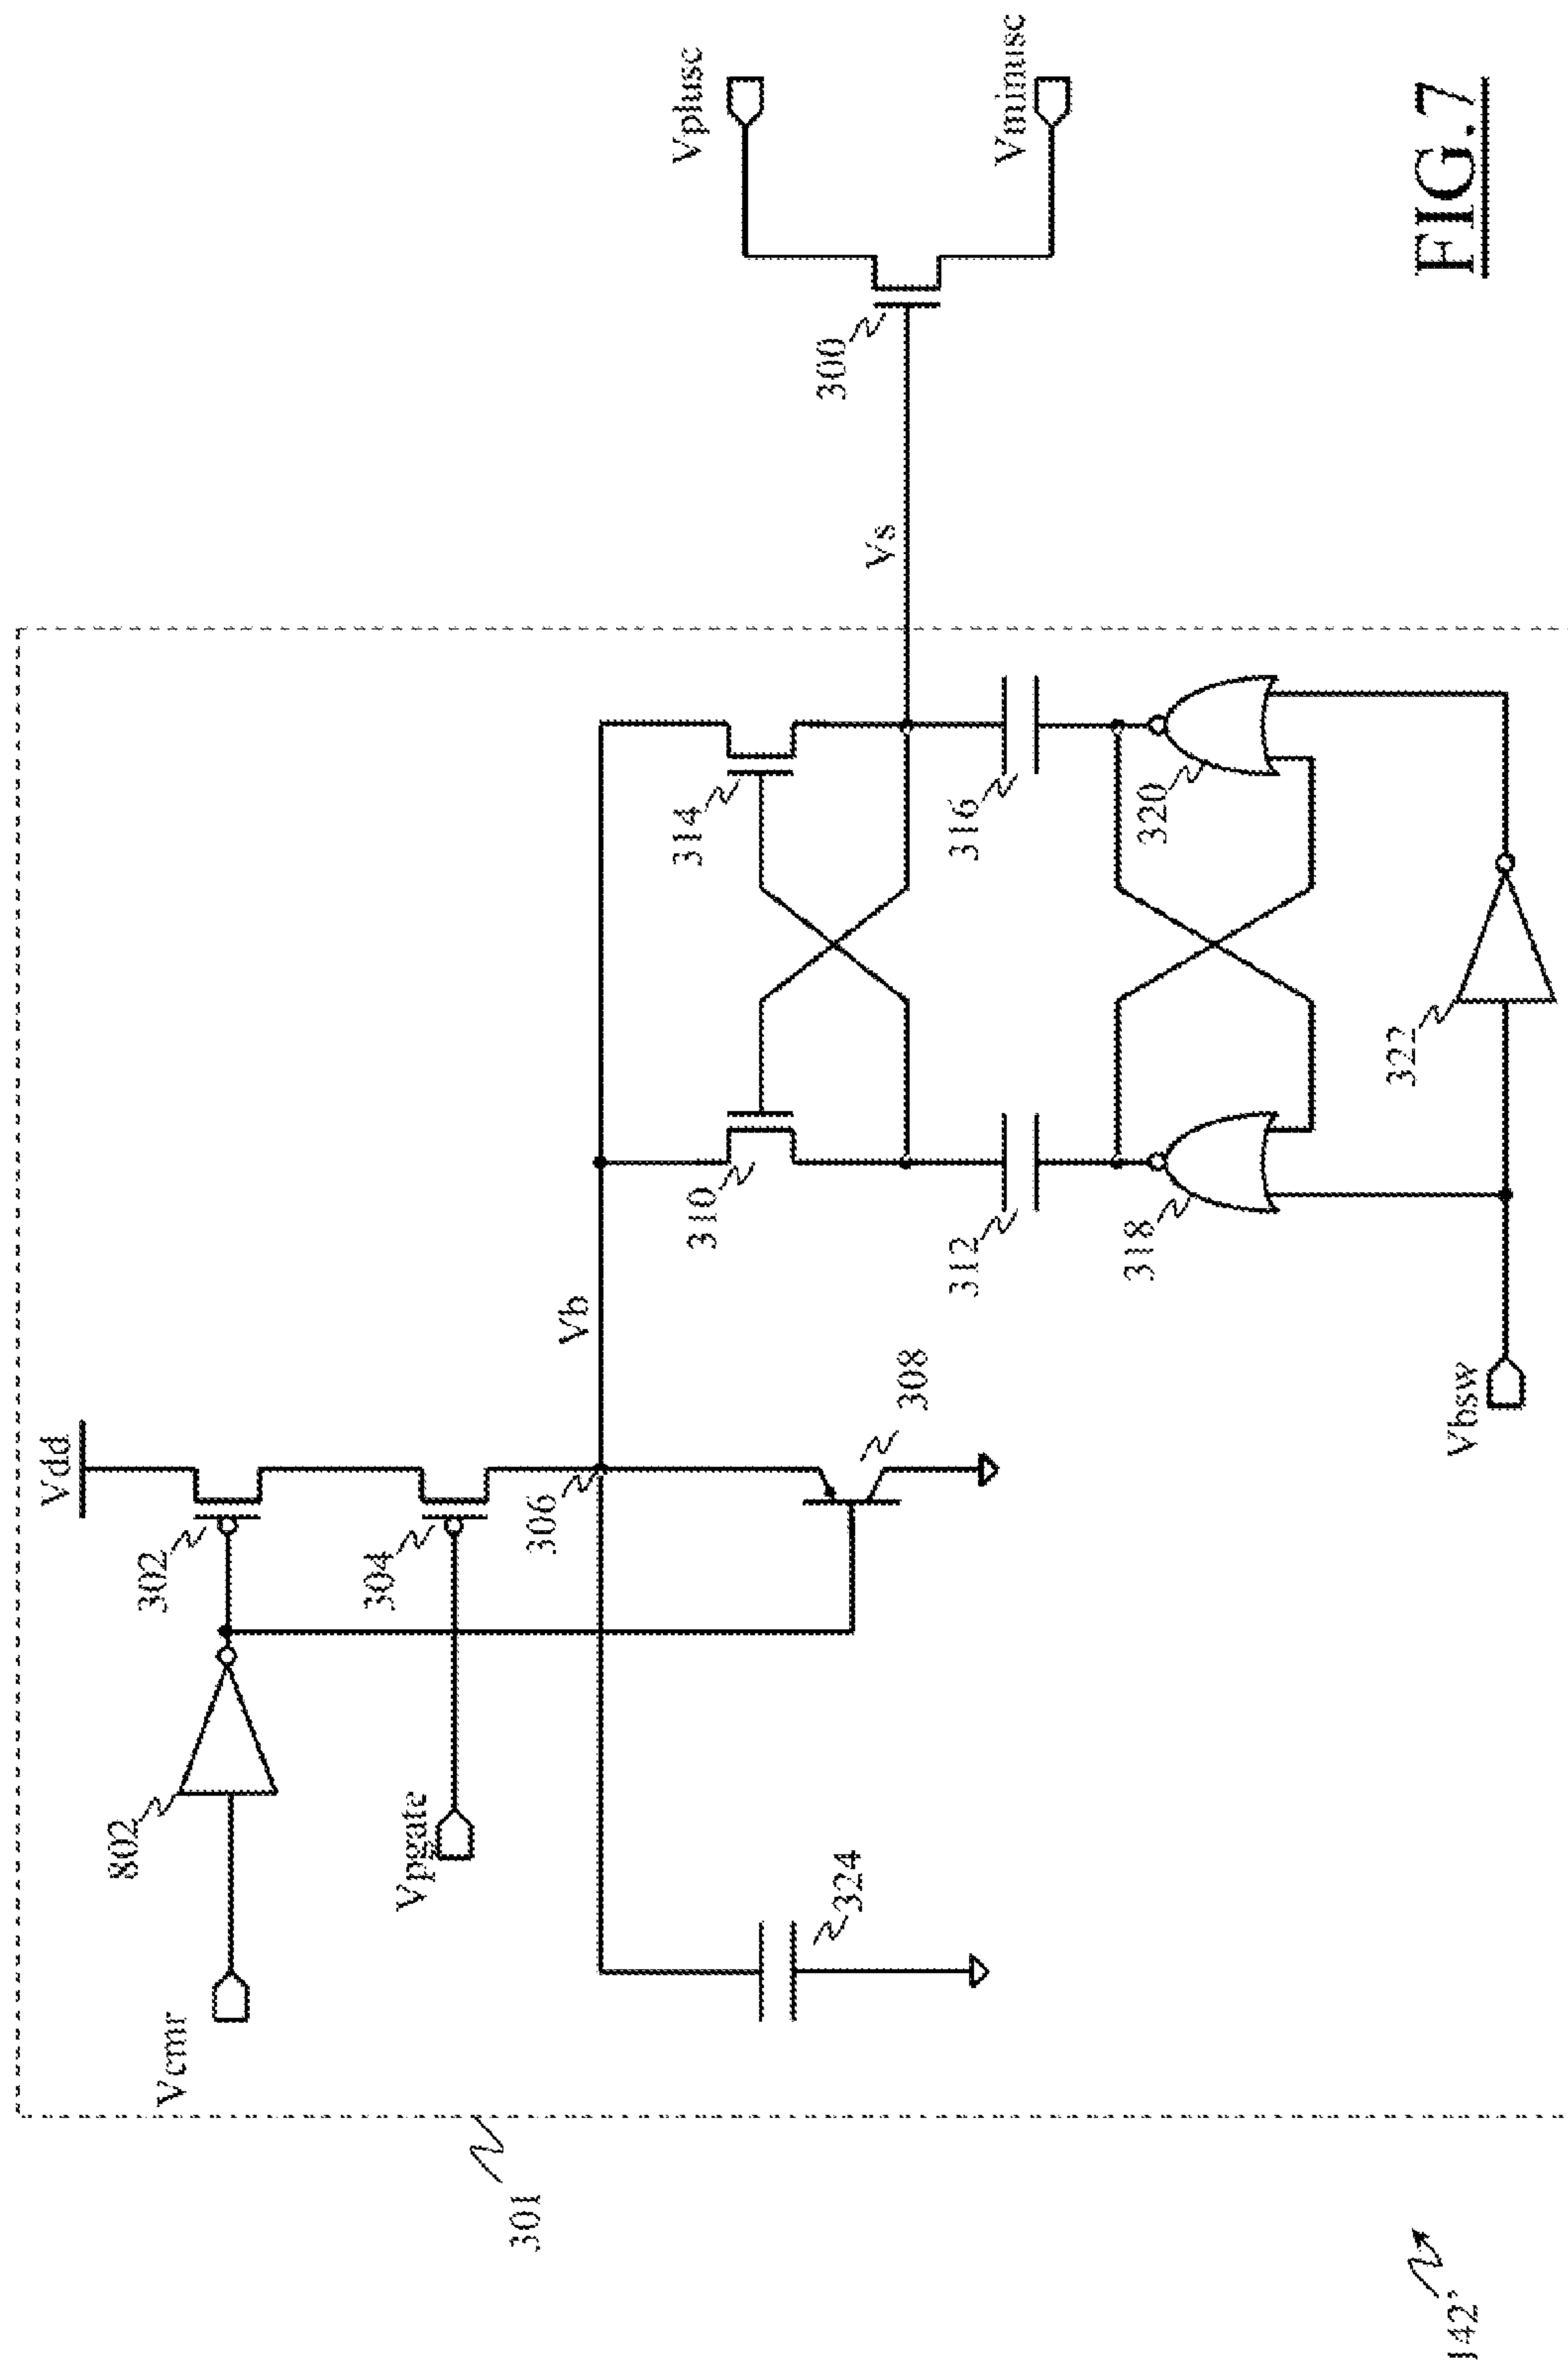 Vdd
Vcmr
802
302
Vpgate
304
306
Vb
308
324
310
314
312
316
318
320
Vbsw
322
Vs
300
Vplusc
Vminusc
301
142'
FIG.7